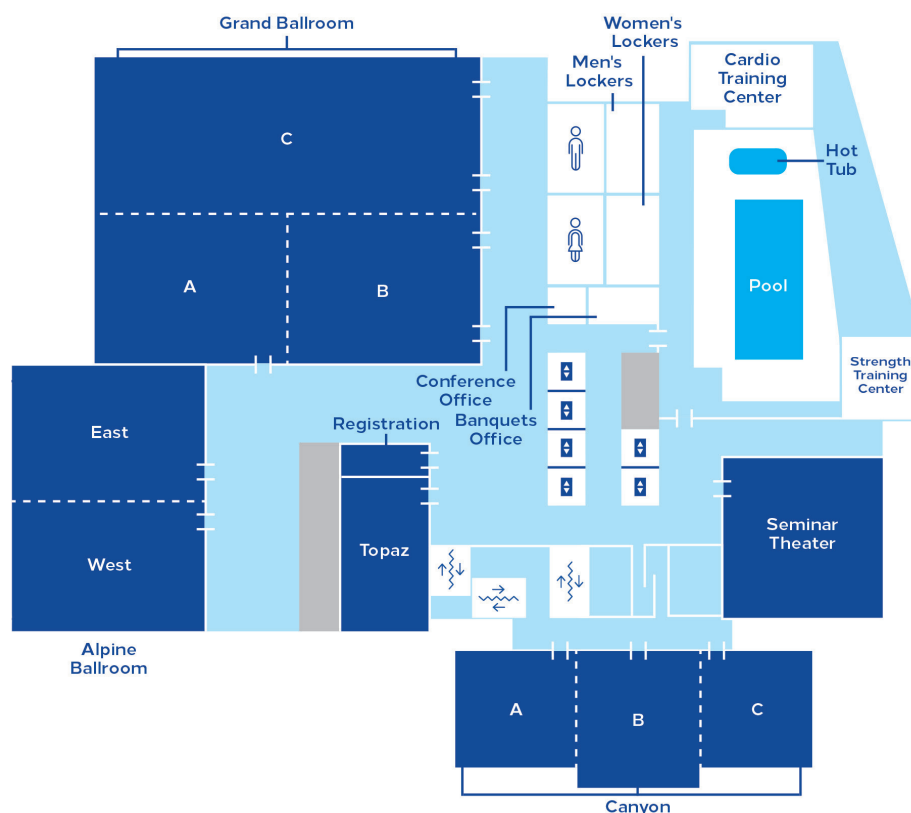 Grand Ballroom
Women's
Lockers
Men's
Lockers
Cardio
Training
Center
C
Hot
Tub
A
B
Pool
Conference
Office
Banquets
Office
Strength
Training
Center
Registration
East
West
Topaz
Seminar
Theater
Alpine
Ballroom
A
B
C
Canyon